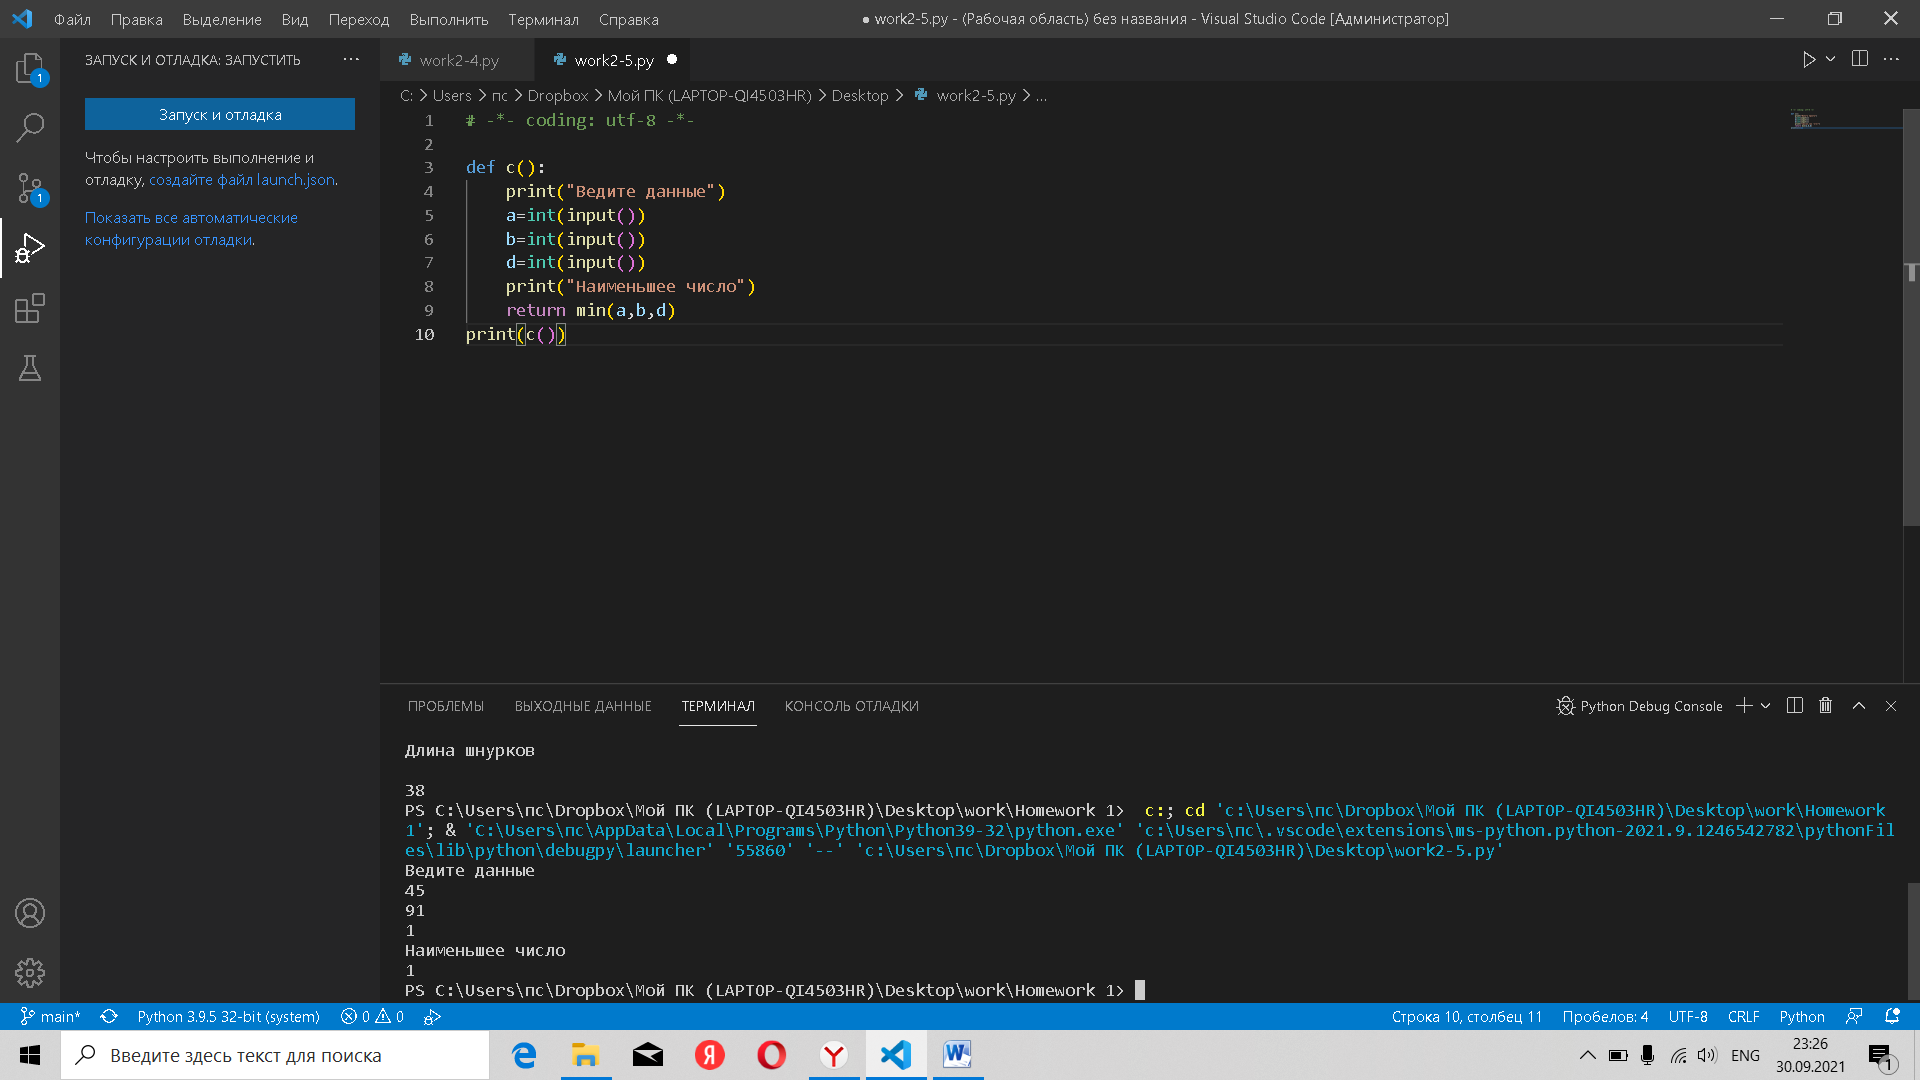 Файл Правка Выделение Вид Переход Выполнить Терминал Справка
● work2-5.py - (Рабочая область) без названия - Visual Studio Code [Администратор]
ЗАПУСК И ОТЛАДКА: ЗАПУСТИТЬ ...
work2-4.py
work2-5.py
1
Запуск и отладка
Чтобы настроить выполнение и
отладку, создайте файл launch.json.
1
Показать все автоматические
конфигурации отладки.
C: > Users > пс > Dropbox > Мой ПК (LAPTOP-QI4503HR) > Desktop > work2-5.py > ...
1 # -*- coding: utf-8 -*-
2
3 def c():
4 print("Ведите данные")
5 a=int(input())
6 b=int(input())
7 d=int(input())
8 print("Наименьшее число")
9 return min(a,b,d)
10 print(c())
ПРОБЛЕМЫ ВЫХОДНЫЕ ДАННЫЕ ТЕРМИНАЛ КОНСОЛЬ ОТЛАДКИ
Python Debug Console
Длина шнурков
38
PS C:\Users\пс\Dropbox\Мой ПК (LAPTOP-QI4503HR)\Desktop\work\Homework 1>  c:; cd 'c:\Users\пс\Dropbox\Мой ПК (LAPTOP-QI4503HR)\Desktop\work\Homework
1'; & 'C:\Users\пс\AppData\Local\Programs\Python\Python39-32\python.exe' 'c:\Users\пс\.vscode\extensions\ms-python.python-2021.9.1246542782\pythonFil
es\lib\python\debugpy\launcher' '55860' '--' 'c:\Users\пс\Dropbox\Мой ПК (LAPTOP-QI4503HR)\Desktop\work2-5.py'
Ведите данные
45
91
1
Наименьшее число
1
PS C:\Users\пс\Dropbox\Мой ПК (LAPTOP-QI4503HR)\Desktop\work\Homework 1>
main* Python 3.9.5 32-bit (system) 0 0
Строка 10, столбец 11 Пробелов: 4 UTF-8 CRLF Python
Введите здесь текст для поиска
ENG
23:26
30.09.2021
1